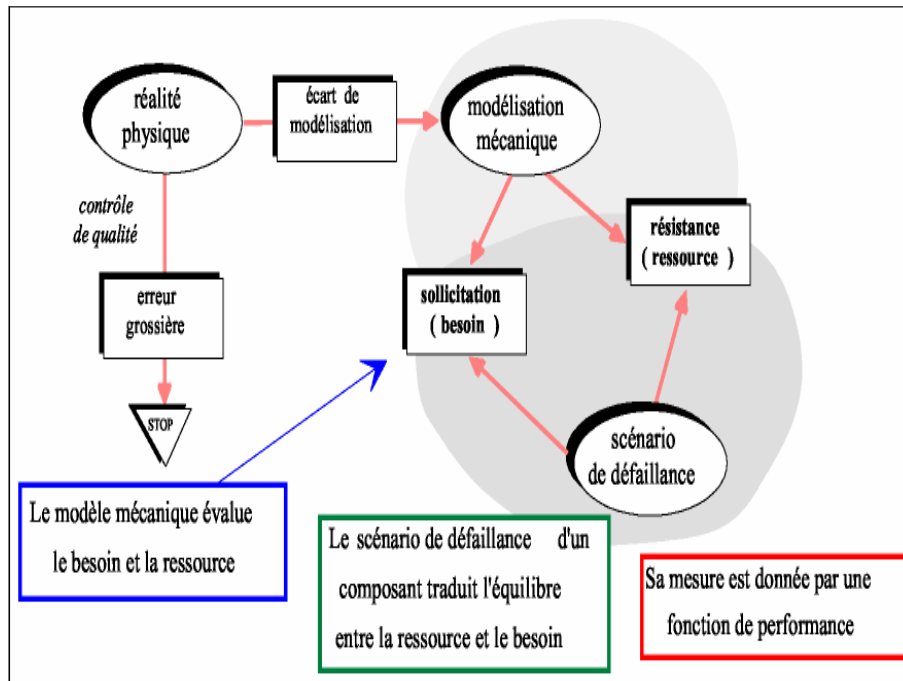 réalité
physique
écart de
modélisation
modélisation
mécanique
contrôle
de qualité
résistance
( ressource )
erreur
grossière
sollicitation
( besoin )
STOP
scénario
de défaillance
Le modèle mécanique évalue
le besoin et la ressource
Le scénario de défaillance d'un
composant traduit l'équilibre
entre la ressource et le besoin
Sa mesure est donnée par une
fonction de performance